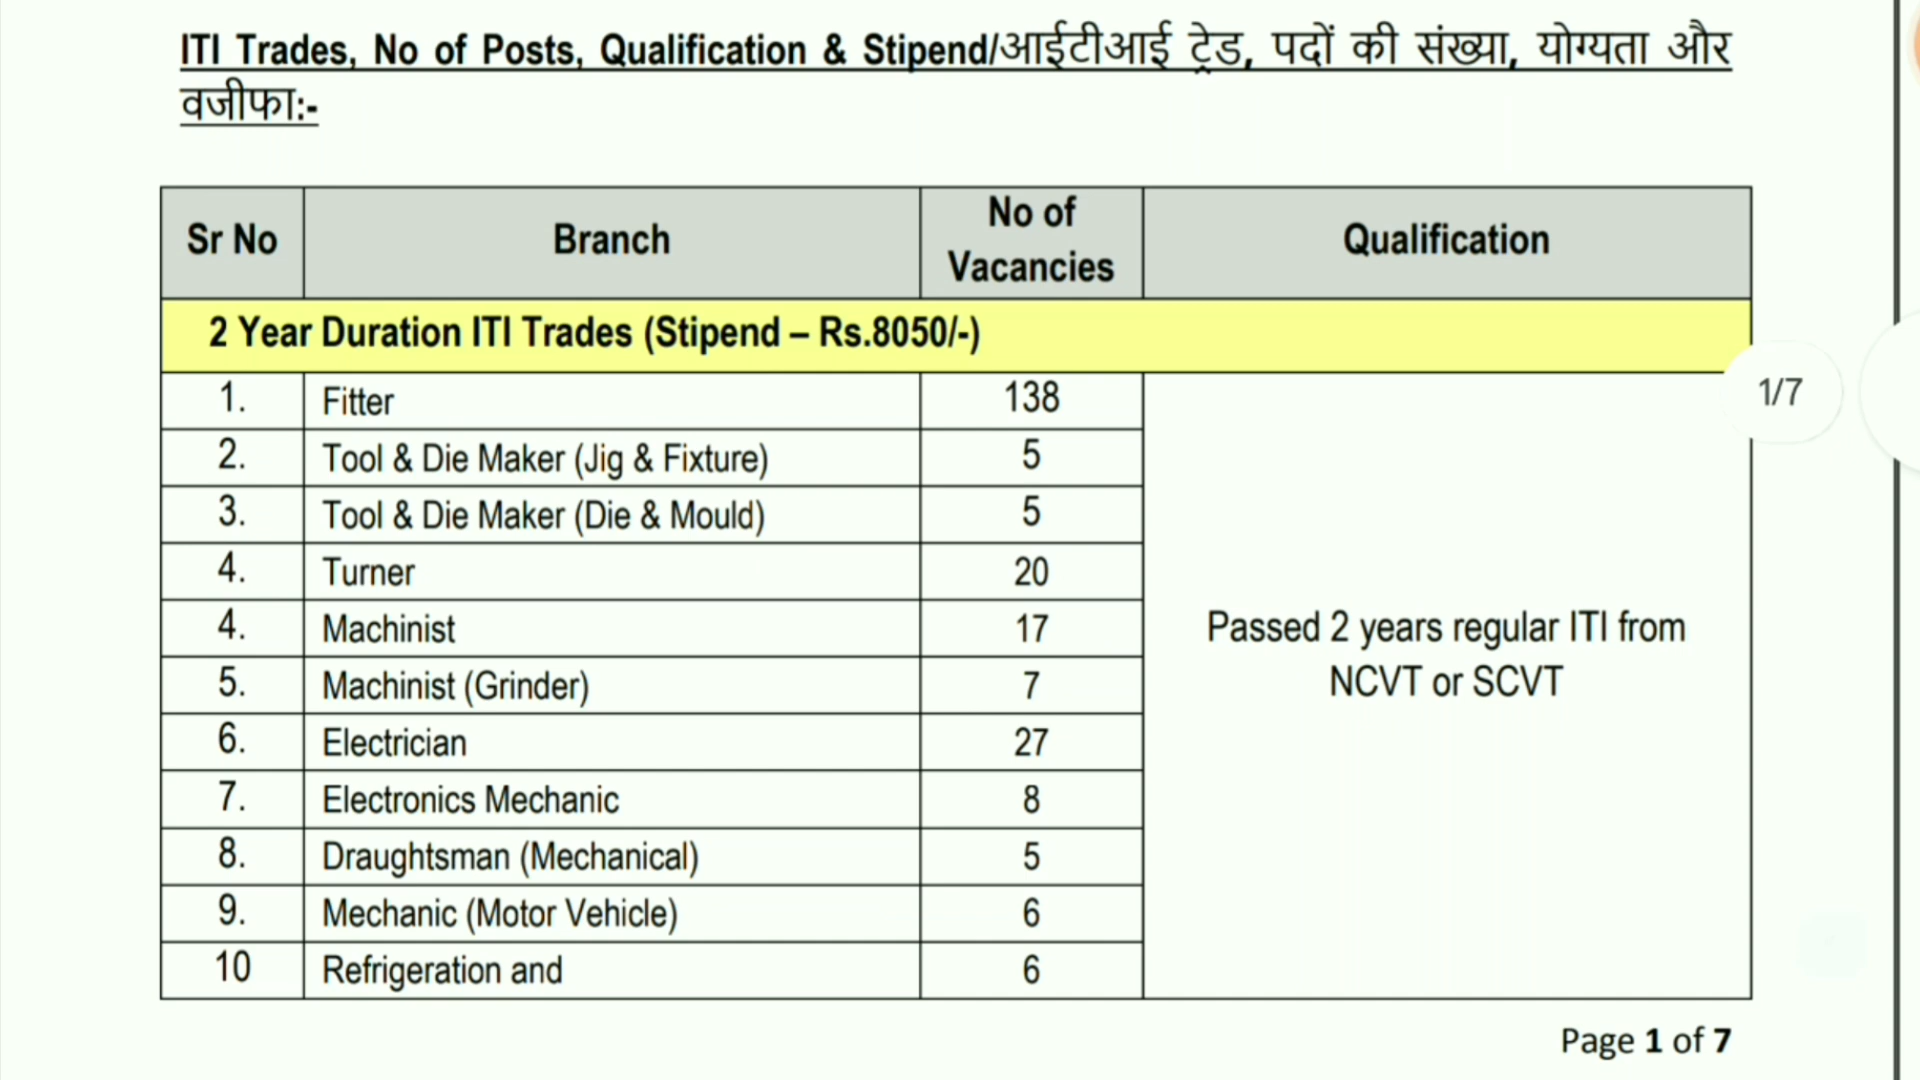 ITI Trades, No of Posts, Qualification & Stipend/आईटीआई ट्रेड, पदों की संख्या, योग्यता और
वजीफा:-
Sr No Branch No of Vacancies Qualification
2 Year Duration ITI Trades (Stipend – Rs.8050/-)
1. Fitter 138
2. Tool & Die Maker (Jig & Fixture) 5
3. Tool & Die Maker (Die & Mould) 5
4. Turner 20
4. Machinist 17
5. Machinist (Grinder) 7
6. Electrician 27
7. Electronics Mechanic 8
8. Draughtsman (Mechanical) 5
9. Mechanic (Motor Vehicle) 6
10 Refrigeration and 6
Passed 2 years regular ITI from
NCVT or SCVT
1/7
Page 1 of 7